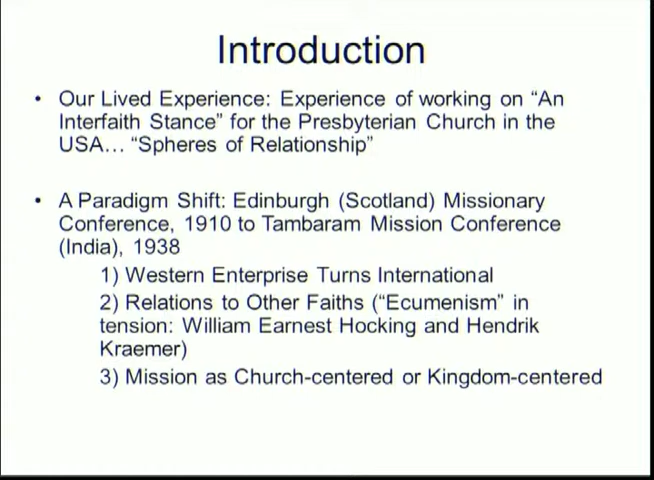 Introduction
• Our Lived Experience: Experience of working on “An
Interfaith Stance” for the Presbyterian Church in the
USA… “Spheres of Relationship”
• A Paradigm Shift: Edinburgh (Scotland) Missionary
Conference, 1910 to Tambaram Mission Conference
(India), 1938
1) Western Enterprise Turns International
2) Relations to Other Faiths (“Ecumenism” in
tension: William Earnest Hocking and Hendrik
Kraemer)
3) Mission as Church-centered or Kingdom-centered